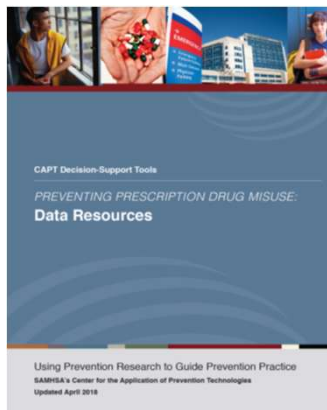 EMERGENCY
CAPT Decision-Support Tools
PREVENTING PRESCRIPTION DRUG MISUSE:
Data Resources
Using Prevention Research to Guide Prevention Practice
SAMHSA's Center for the Application of Prevention Technologies
Updated April 2018